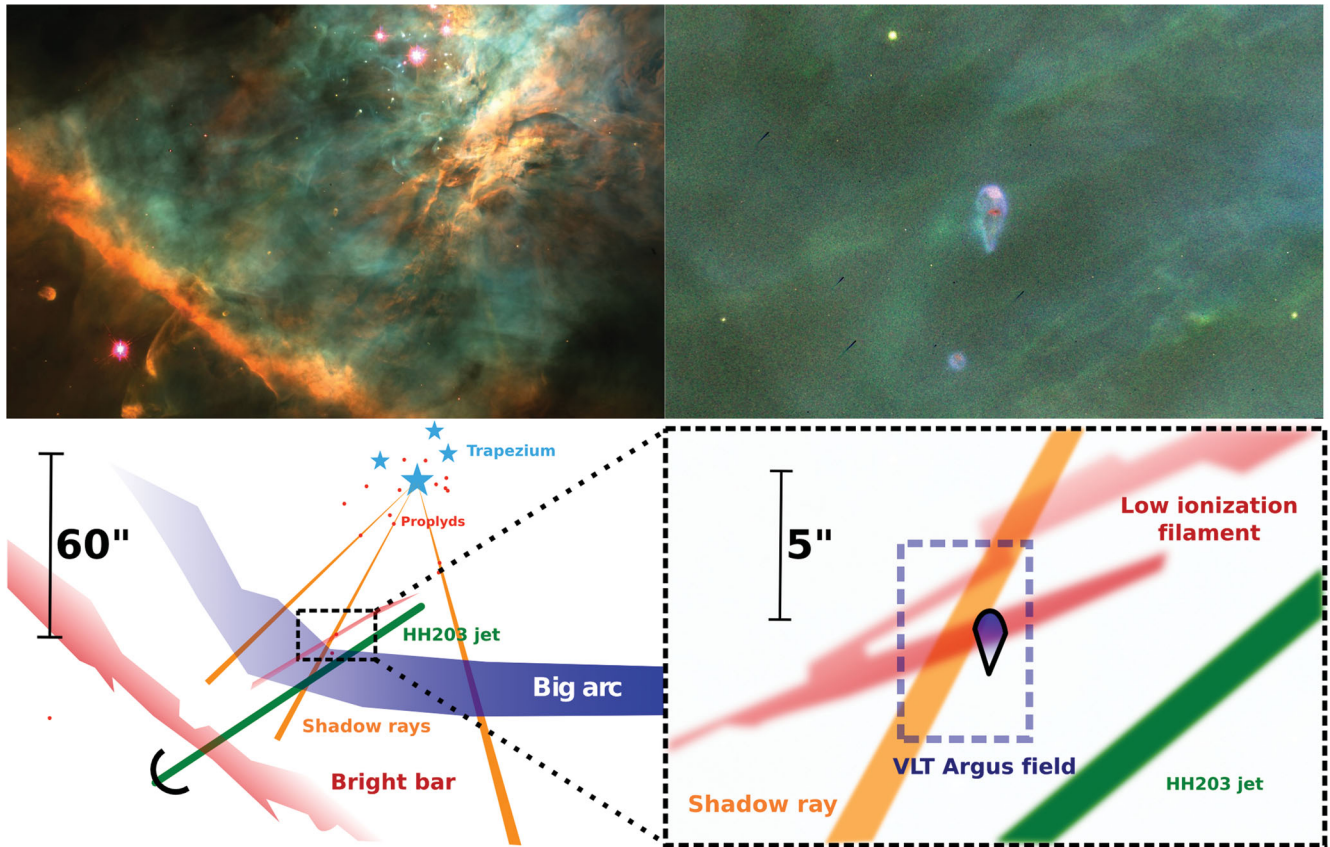 Trapezium
60"
Proplyds
HH203 jet
Big arc
Shadow rays
Bright bar
5"
Low ionization
filament
VLT Argus field
HH203 jet
Shadow ray